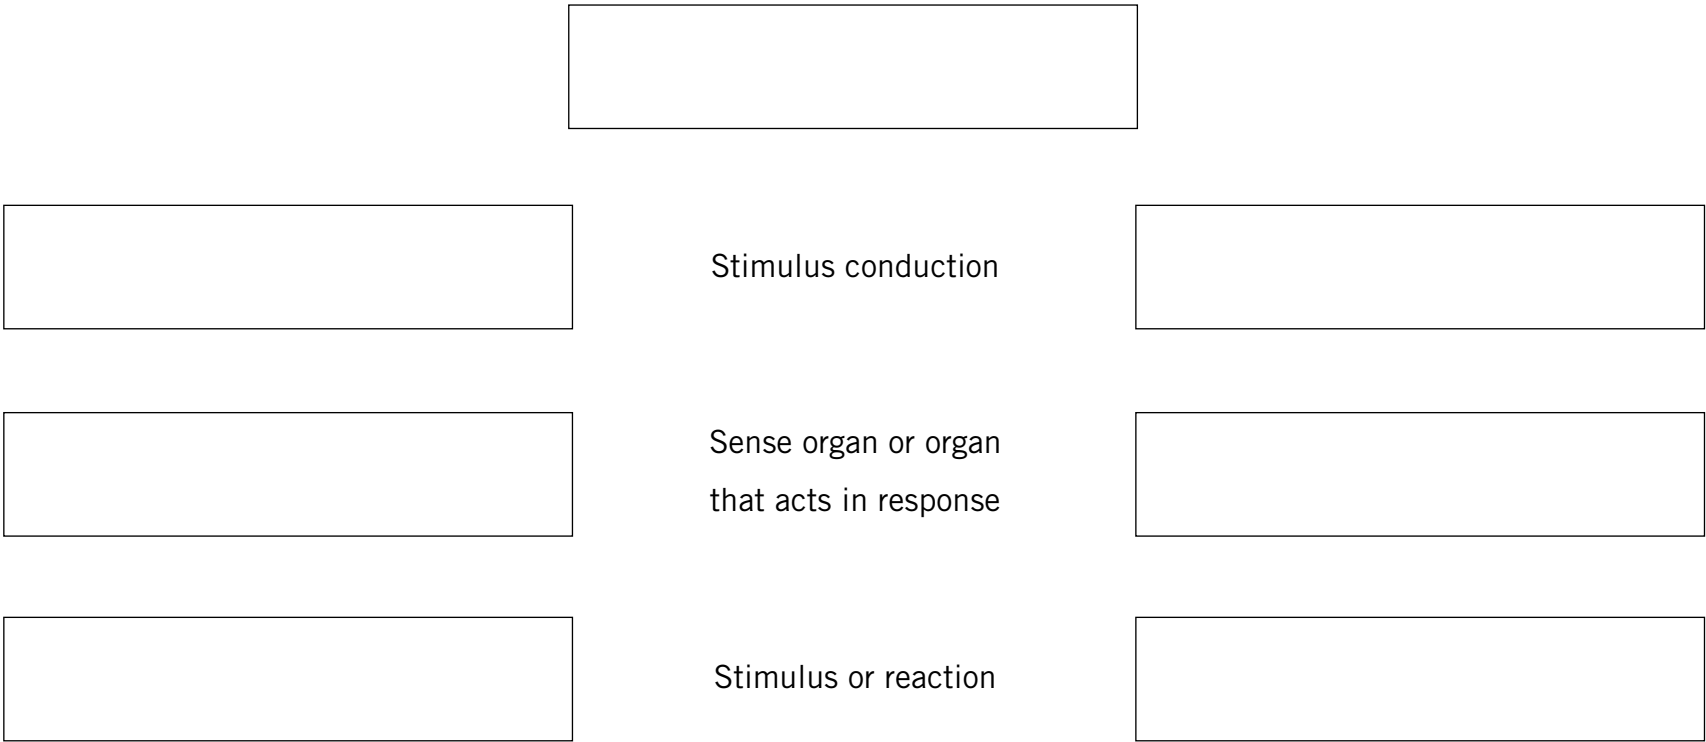 Stimulus conduction
Sense organ or organ
that acts in response
Stimulus or reaction